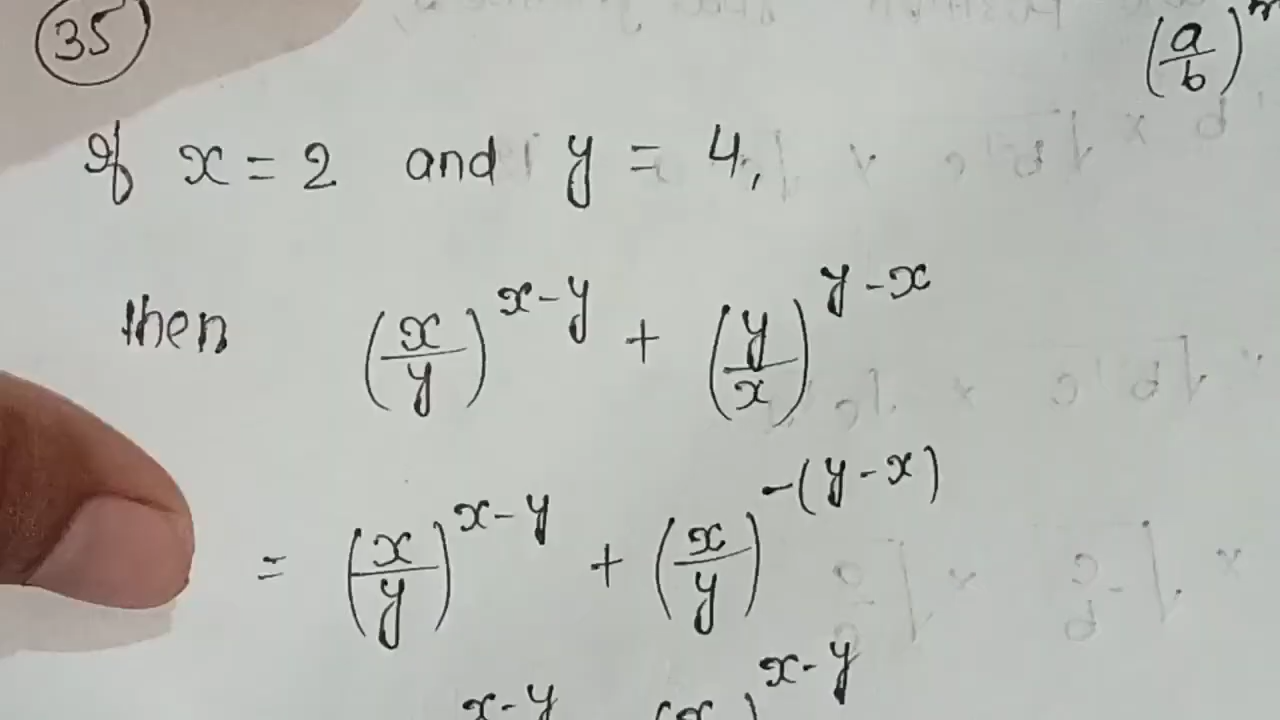 35
(a/b)
If x = 2 and y = 4,
then (x/y)^(x-y) + (y/x)^(y-x)
= (x/y)^(x-y) + (x/y)^(-(y-x))
x-y (x) x-y